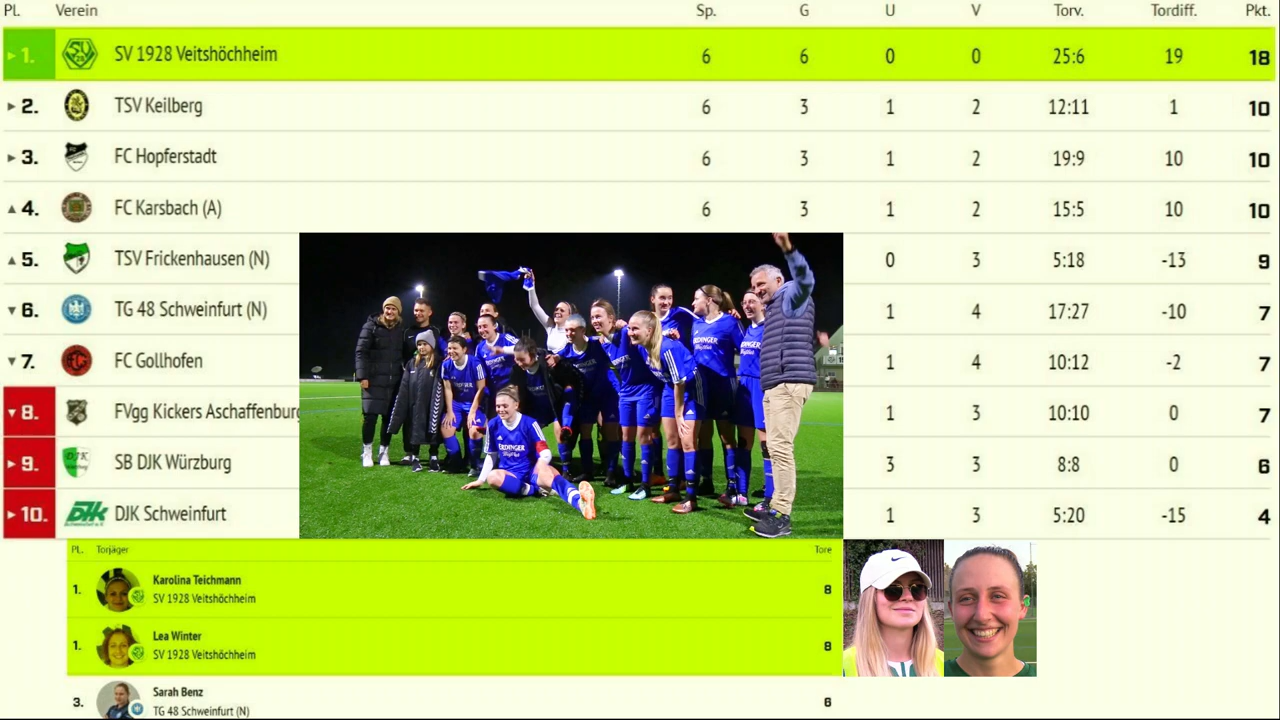 Pl. Verein Sp. G U V Torv. Tordiff. Pkt.
1. SV 1928 Veitshöchheim 6 6 0 0 25:6 19 18
2. TSV Keilberg 6 3 1 2 12:11 1 10
3. FC Hopferstadt 6 3 1 2 19:9 10 10
4. FC Karsbach (A) 6 3 1 2 15:5 10 10
5. TSV Frickenhausen (N) 0 3 5:18 -13 9
6. TG 48 Schweinfurt (N) 1 4 17:27 -10 7
7. FC Gollhofen 1 4 10:12 -2 7
8. FVgg Kickers Aschaffenburg 1 3 10:10 0 7
9. SB DJK Würzburg 3 3 8:8 0 6
10. DJK Schweinfurt 1 3 5:20 -15 4
PL. Torjäger Tore
1. Karolina Teichmann 8
SV 1928 Veitshöchheim
1. Lea Winter 8
SV 1928 Veitshöchheim
3. Sarah Benz 6
TG 48 Schweinfurt (N)